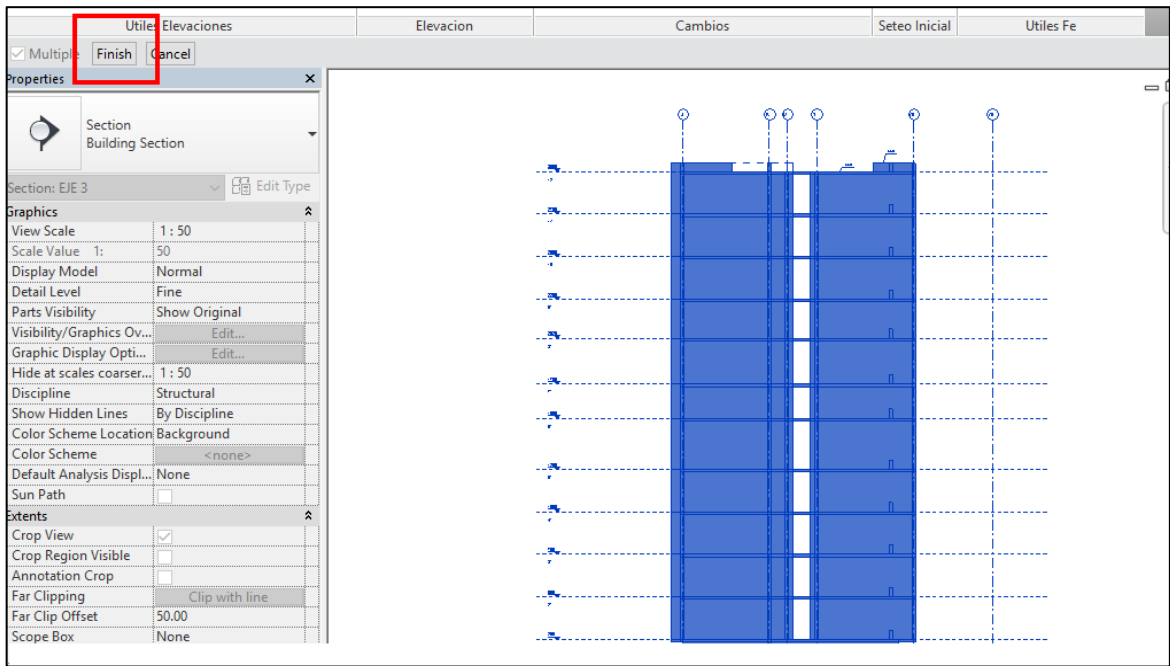 Utiles Elevaciones Elevacion Cambios Seteo Inicial Utiles Fe
Multiple Finish Cancel
Properties
Section
Building Section
Section: EJE 3 Edit Type
Graphics
View Scale 1 : 50
Scale Value 1: 50
Display Model Normal
Detail Level Fine
Parts Visibility Show Original
Visibility/Graphics Ov... Edit...
Graphic Display Opti... Edit...
Hide at scales coarser... 1 : 50
Discipline Structural
Show Hidden Lines By Discipline
Color Scheme Location Background
Color Scheme <none>
Default Analysis Displ... None
Sun Path
Extents
Crop View
Crop Region Visible
Annotation Crop
Far Clipping Clip with line
Far Clip Offset 50.00
Scope Box None